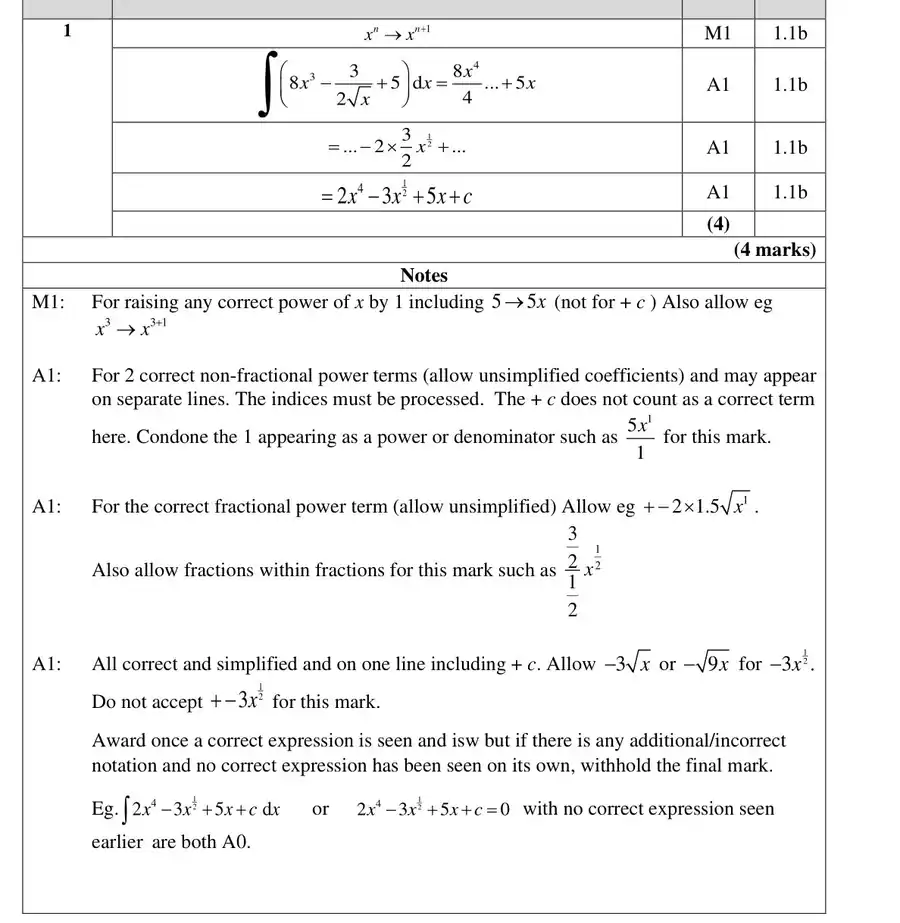 1 xⁿ → xⁿ⁺¹ M1 1.1b
∫(8x³ − 3/(2√x) + 5)dx = 8x⁴/4 ... + 5x A1 1.1b
= ... − 2 × 3/2 x^(1/2) + ... A1 1.1b
= 2x⁴ − 3x^(1/2) + 5x + c A1 1.1b
(4)
(4 marks)
Notes
M1: For raising any correct power of x by 1 including 5 → 5x (not for + c ) Also allow eg
x³ → x³⁺¹
A1: For 2 correct non-fractional power terms (allow unsimplified coefficients) and may appear
on separate lines. The indices must be processed. The + c does not count as a correct term
here. Condone the 1 appearing as a power or denominator such as 5x¹/1 for this mark.
A1: For the correct fractional power term (allow unsimplified) Allow eg +−2×1.5√x¹ .
Also allow fractions within fractions for this mark such as (3/2)/(1/2) x^(1/2)
A1: All correct and simplified and on one line including + c. Allow −3√x or −√9x for −3x^(1/2).
Do not accept +−3x^(1/2) for this mark.
Award once a correct expression is seen and isw but if there is any additional/incorrect
notation and no correct expression has been seen on its own, withhold the final mark.
Eg. ∫2x⁴ − 3x^(1/2) + 5x + c dx or 2x⁴ − 3x^(1/2) + 5x + c = 0 with no correct expression seen
earlier are both A0.